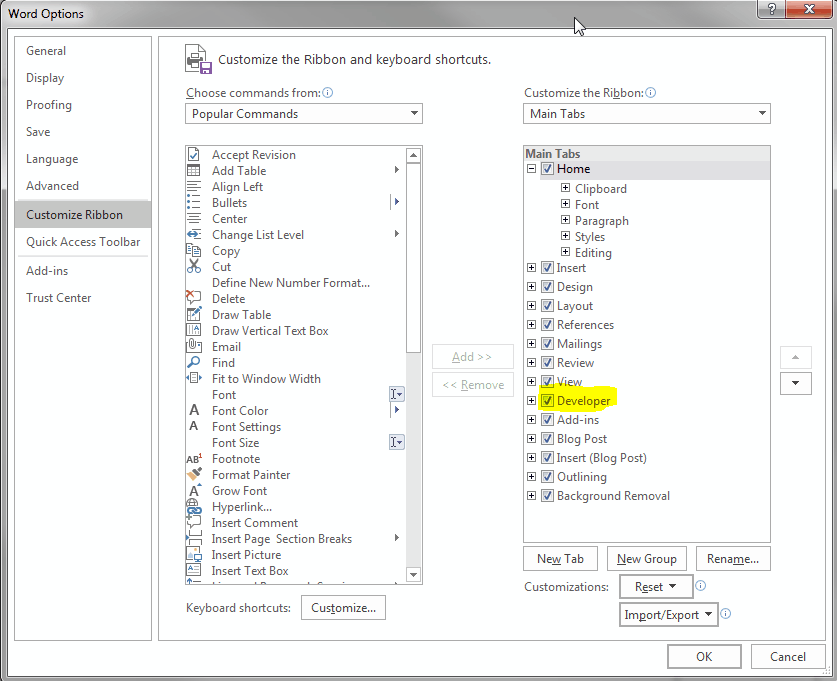 Word Options
?
General
Display
Proofing
Save
Language
Advanced
Customize Ribbon
Quick Access Toolbar
Add-ins
Trust Center
Customize the Ribbon and keyboard shortcuts.
Choose commands from:
Popular Commands
Accept Revision
Add Table
Align Left
Bullets
Center
Change List Level
Copy
Cut
Define New Number Format...
Delete
Draw Table
Draw Vertical Text Box
Email
Find
Fit to Window Width
Font
Font Color
Font Settings
Font Size
Footnote
Format Painter
Grow Font
Hyperlink...
Insert Comment
Insert Page  Section Breaks
Insert Picture
Insert Text Box
Keyboard shortcuts:
Customize...
Add >>
<< Remove
Customize the Ribbon:
Main Tabs
Main Tabs
Home
Clipboard
Font
Paragraph
Styles
Editing
Insert
Design
Layout
References
Mailings
Review
View
Developer
Add-ins
Blog Post
Insert (Blog Post)
Outlining
Background Removal
New Tab
New Group
Rename...
Customizations:
Reset
Import/Export
OK
Cancel